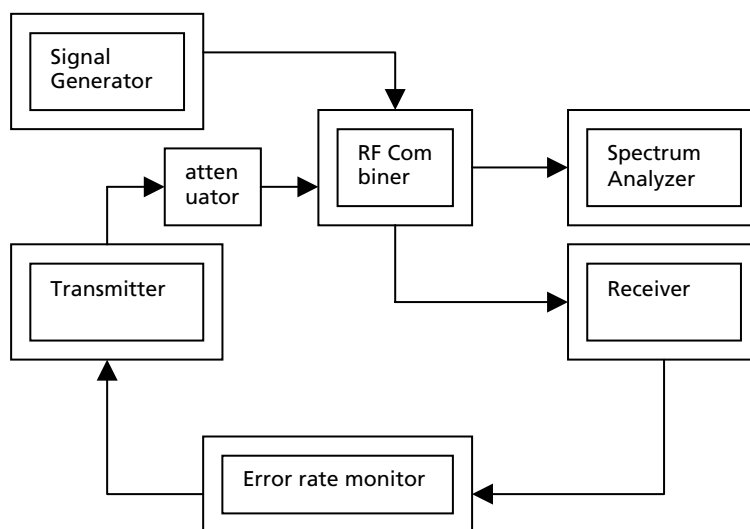 Signal
Generator
RF Com
biner
Spectrum
Analyzer
atten
uator
Transmitter
Receiver
Error rate monitor